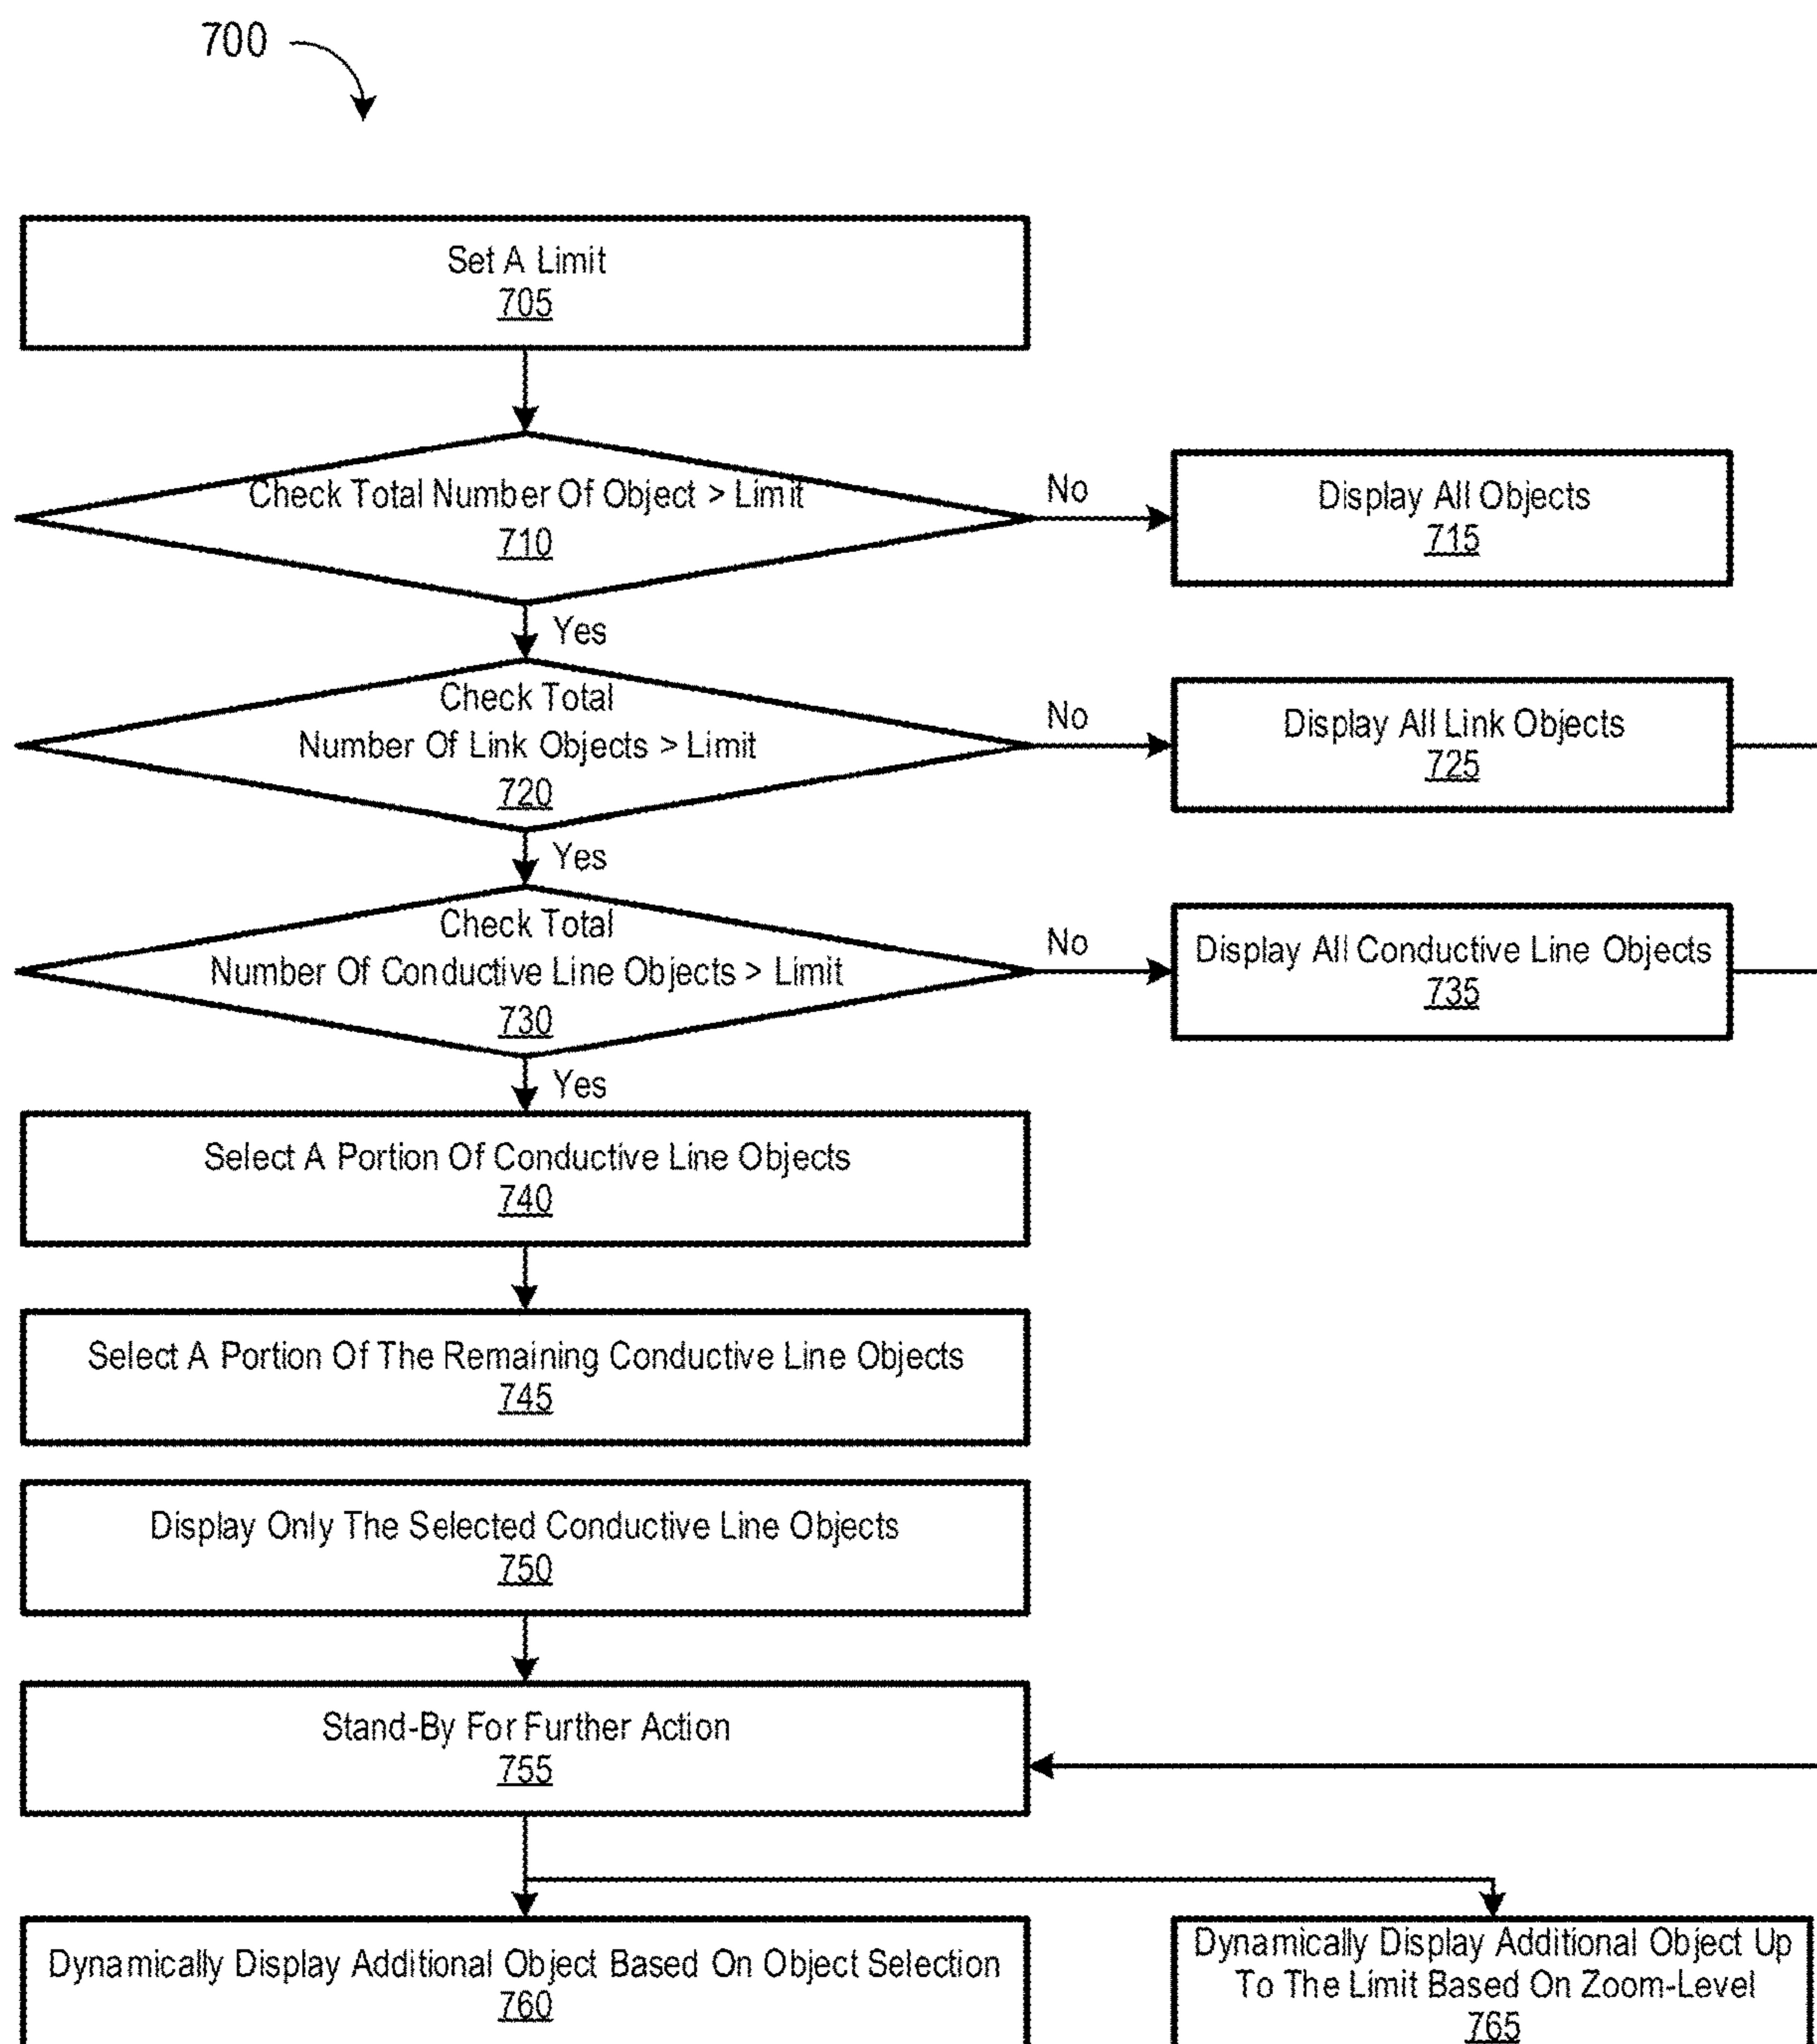 700
Set A Limit
705
Check Total Number Of Object > Limit
710
No
Display All Objects
715
Yes
Check Total
Number Of Link Objects > Limit
720
No
Display All Link Objects
725
Yes
Check Total
Number Of Conductive Line Objects > Limit
730
No
Display All Conductive Line Objects
735
Yes
Select A Portion Of Conductive Line Objects
740
Select A Portion Of The Remaining Conductive Line Objects
745
Display Only The Selected Conductive Line Objects
750
Stand-By For Further Action
755
Dynamically Display Additional Object Based On Object Selection
760
Dynamically Display Additional Object Up
To The Limit Based On Zoom-Level
765